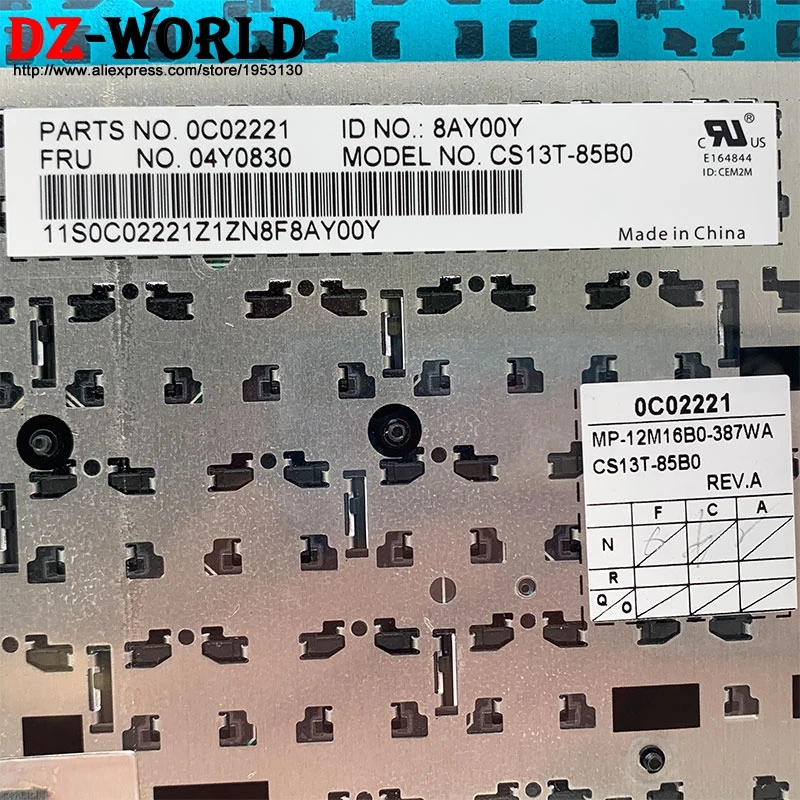 DZ-WORLD
http://www.aliexpress.com/store/1953130
PARTS NO. 0C02221 ID NO.: 8AY00Y
FRU NO. 04Y0830 MODEL NO. CS13T-85B0
11S0C02221Z1ZN8F8AY00Y
Made in China
C RU US ®
E164844
ID: CEM2M
0C02221
MP-12M16B0-387WA
CS13T-85B0
REV.A
F C A
N
R
Q O